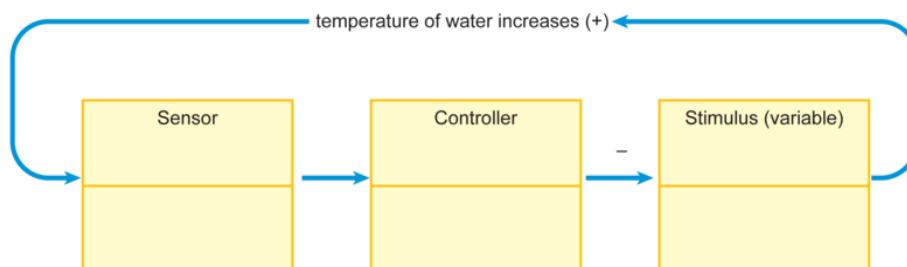 temperature of water increases (+)
Sensor
Controller
Stimulus (variable)
–